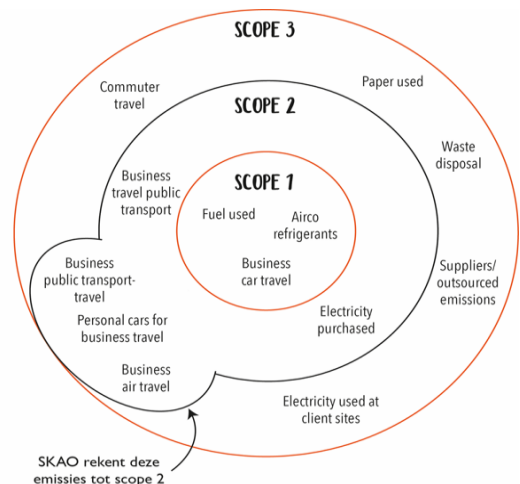 SCOPE 3
Commuter
travel
Paper used
SCOPE 2
Waste
disposal
Business
travel public
transport
SCOPE 1
Fuel used
Airco
refrigerants
Business
car travel
Business
public transport-
travel
Suppliers/
outsourced
emissions
Personal cars for
business travel
Electricity
purchased
Business
air travel
Electricity used at
client sites
SKAO rekent deze
emissies tot scope 2